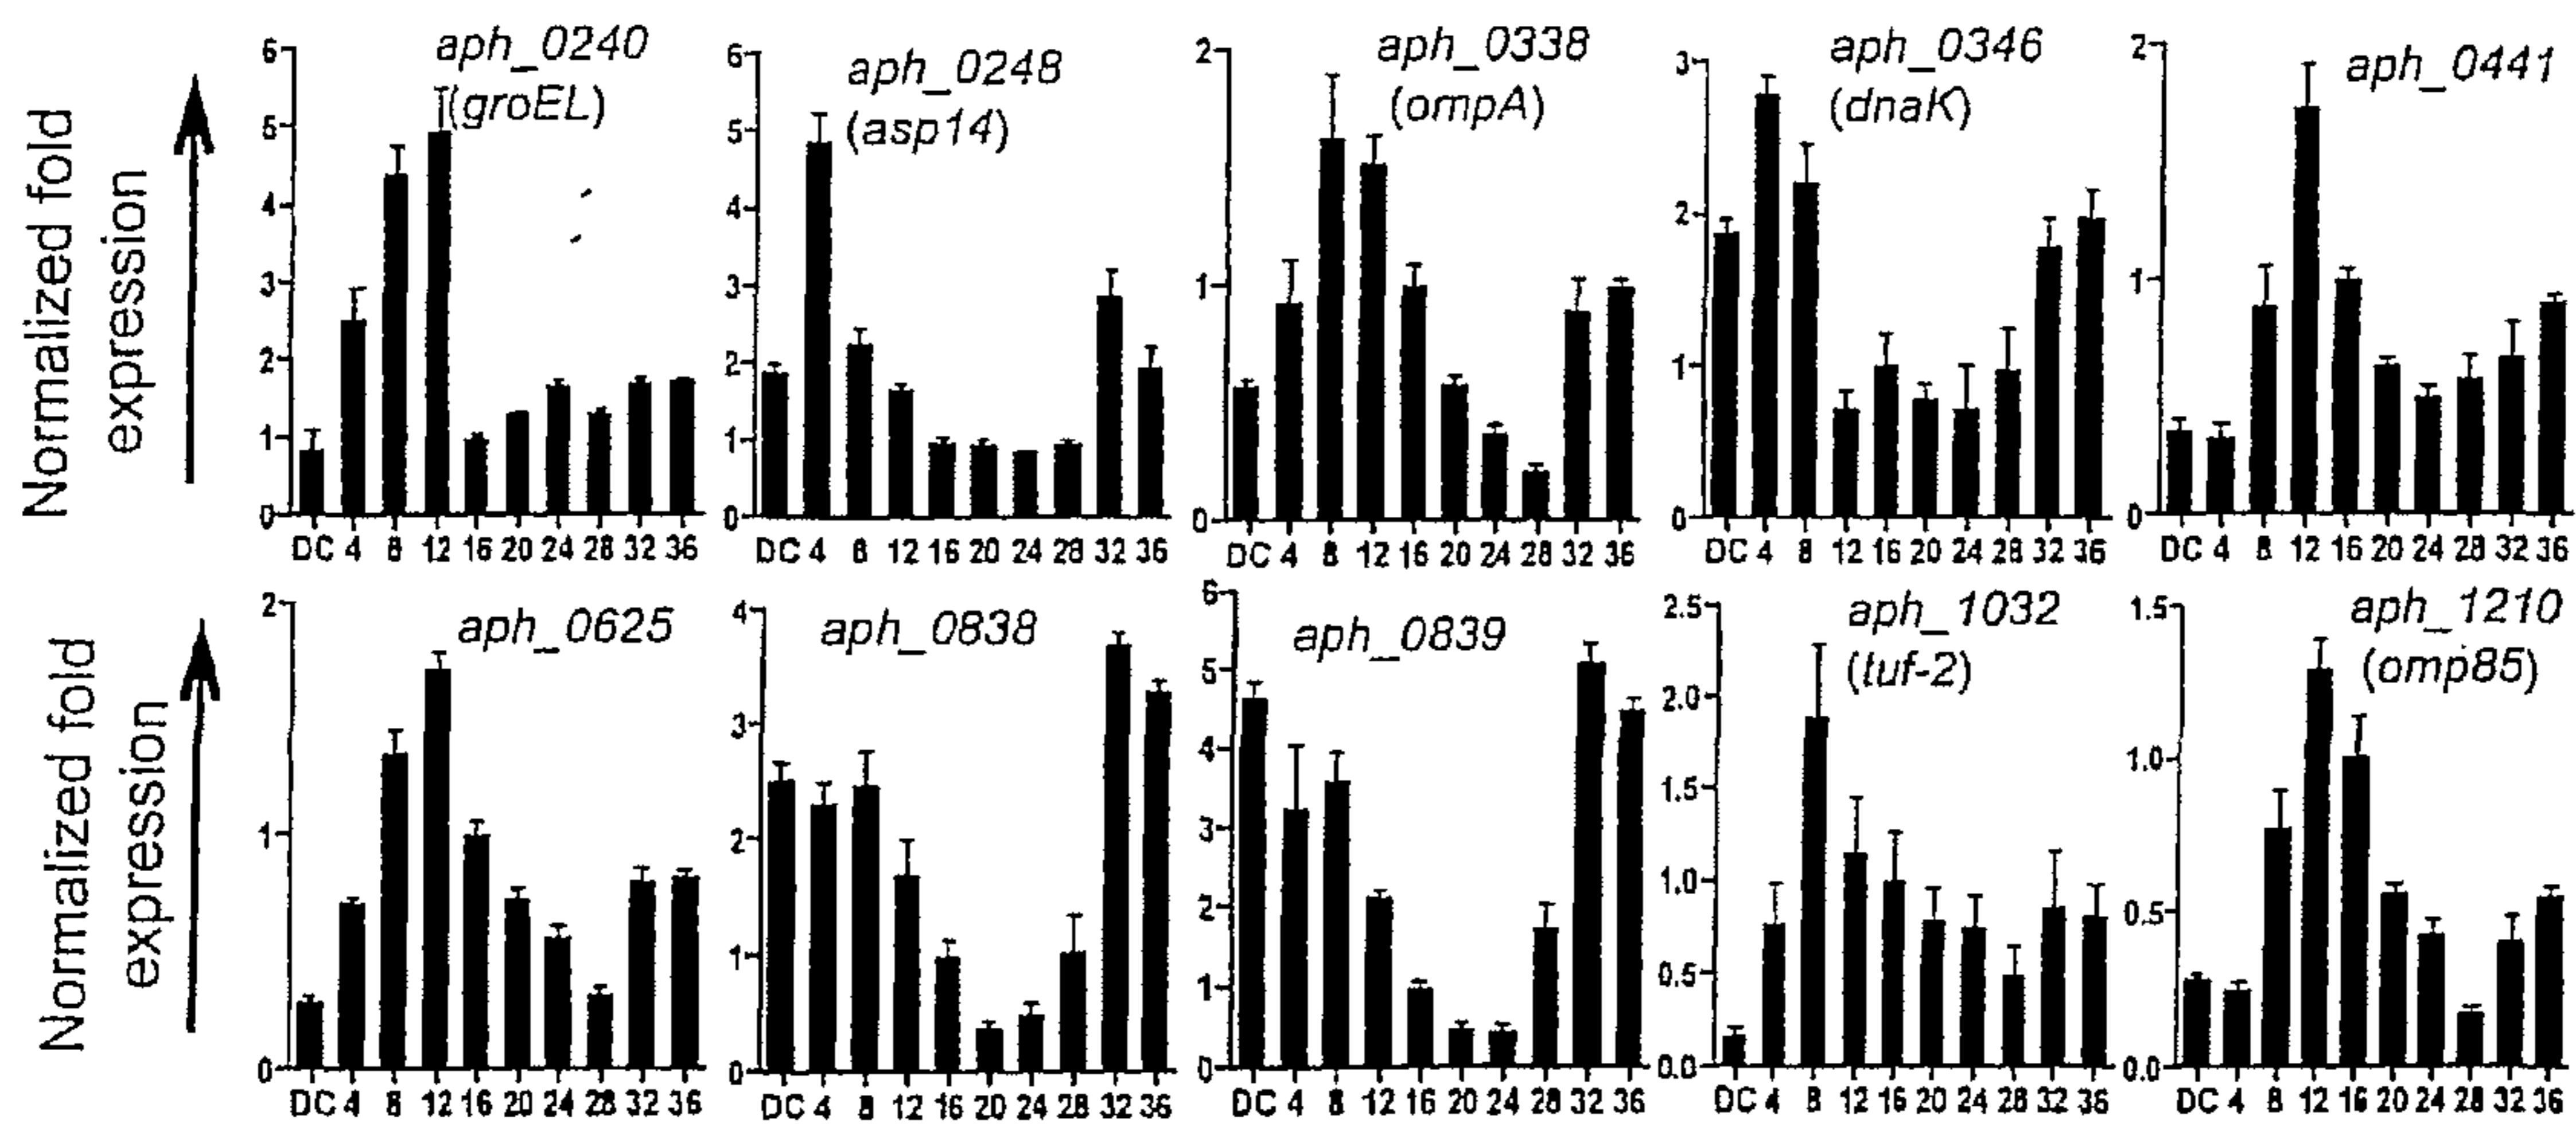 Normalized fold
expression
aph_0240
(groEL)
6
5
4
3
2
1
0
DC 4 8 12 16 20 24 28 32 36
aph_0248
(asp14)
6
5
4
3
2
1
0
DC 4 8 12 16 20 24 28 32 36
aph_0338
(ompA)
2
1
0
DC 4 8 12 16 20 24 28 32 36
aph_0346
(dnaK)
3
2
1
0
DC 4 8 12 16 20 24 28 32 36
aph_0441
2
1
0
DC 4 8 12 16 20 24 28 32 36
Normalized fold
expression
aph_0625
2
1
0
DC 4 8 12 16 20 24 28 32 36
aph_0838
4
3
2
1
0
DC 4 8 12 16 20 24 28 32 36
aph_0839
6
5
4
3
2
1
0
DC 4 8 12 16 20 24 28 32 36
aph_1032
(tuf-2)
2.5
2.0
1.5
1.0
0.5
0.0
DC 4 8 12 16 20 24 28 32 36
aph_1210
(omp85)
1.5
1.0
0.5
0.0
DC 4 8 12 16 20 24 28 32 36